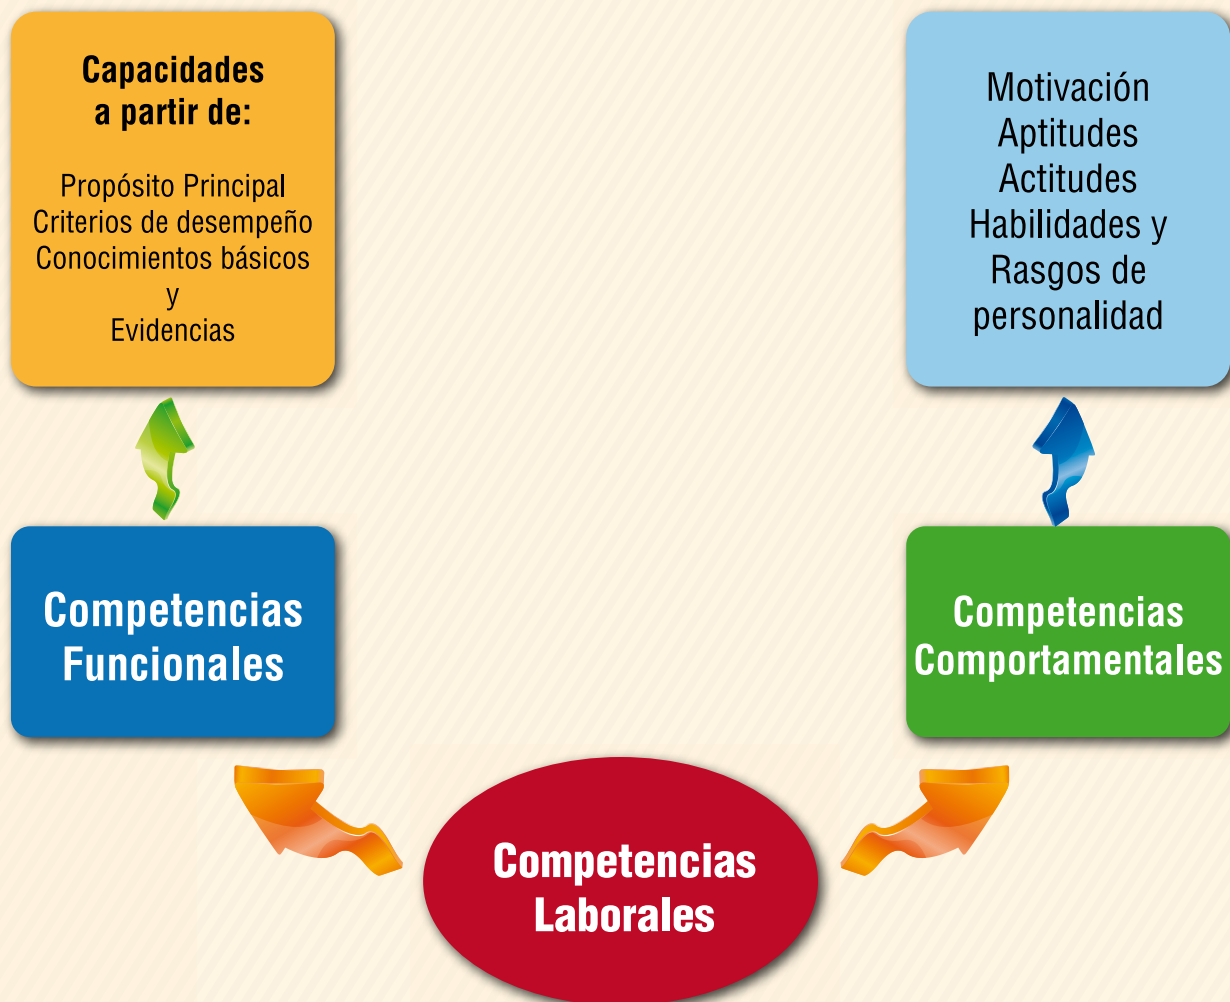 Capacidades
a partir de:
Propósito Principal
Criterios de desempeño
Conocimientos básicos
y
Evidencias
Motivación
Aptitudes
Actitudes
Habilidades y
Rasgos de
personalidad
Competencias
Funcionales
Competencias
Comportamentales
Competencias
Laborales